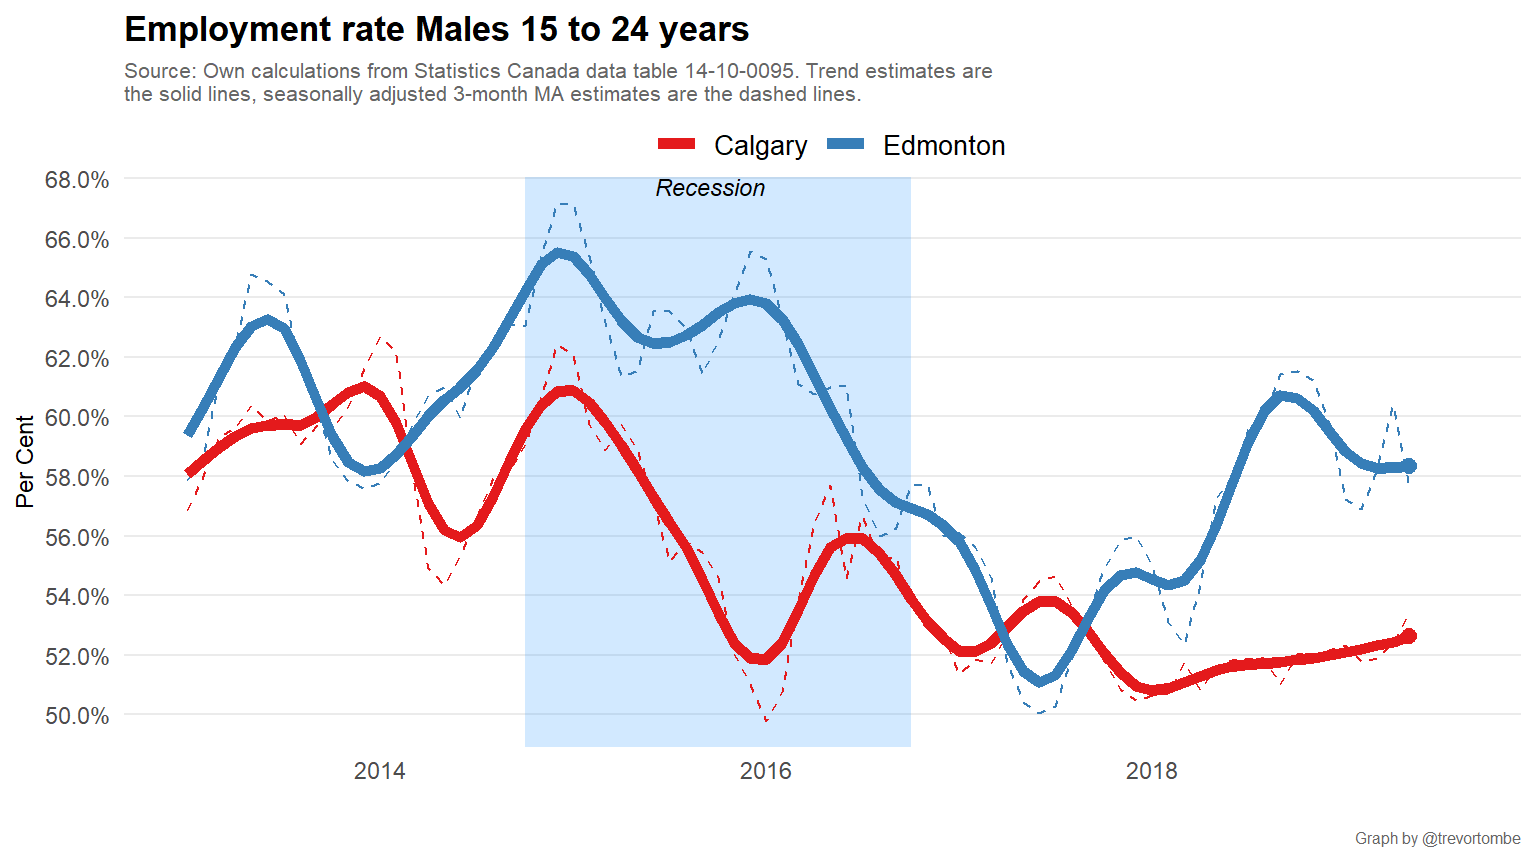 Employment rate Males 15 to 24 years
Source: Own calculations from Statistics Canada data table 14-10-0095. Trend estimates are
the solid lines, seasonally adjusted 3-month MA estimates are the dashed lines.
Calgary Edmonton
Recession
68.0%
66.0%
64.0%
62.0%
60.0%
58.0%
56.0%
54.0%
52.0%
50.0%
Per Cent
2014 2016 2018
Graph by @trevortombe